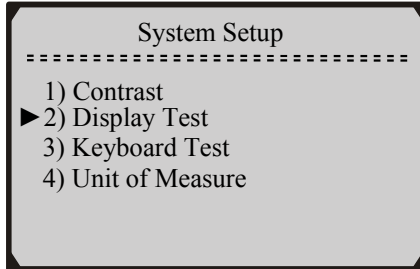 System Setup
1) Contrast
►2) Display Test
3) Keyboard Test
4) Unit of Measure